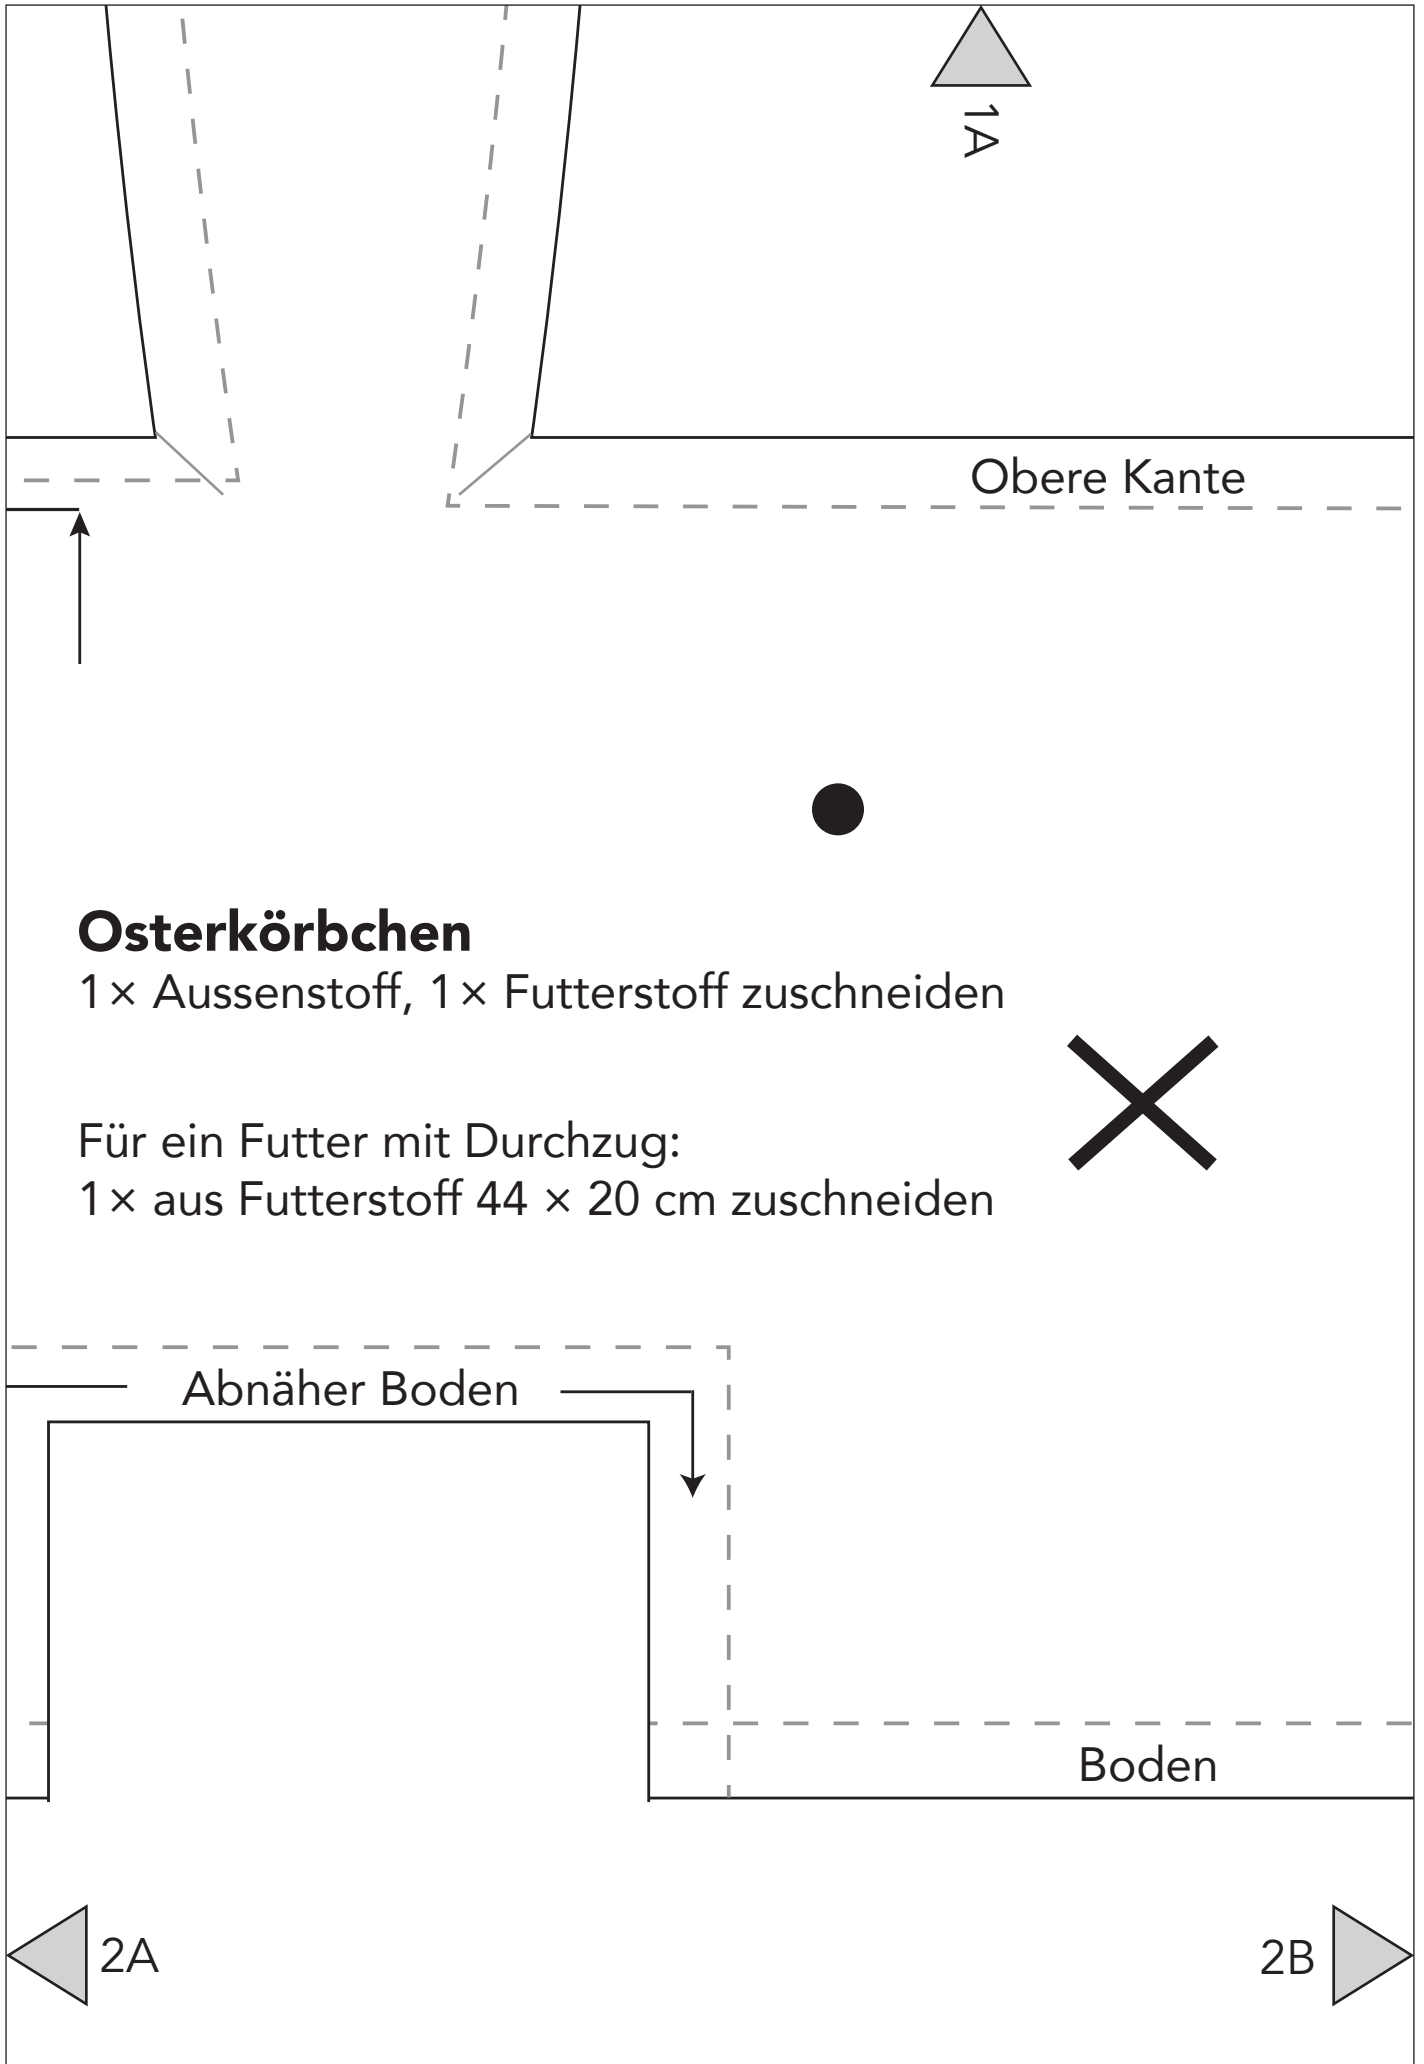 1A
Obere Kante
Osterkörbchen
1× Aussenstoff, 1× Futterstoff zuschneiden
Für ein Futter mit Durchzug:
1× aus Futterstoff 44 × 20 cm zuschneiden
Abnäher Boden
Boden
2A
2B